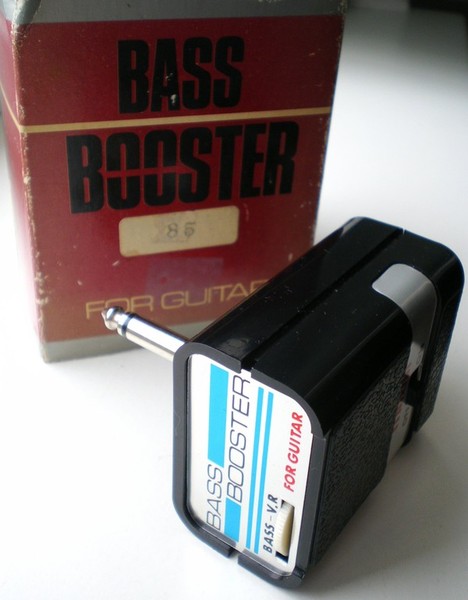 BASS
BOOSTER
86
FOR GUITAR
BASS
BOOSTER
BASS - V.R
FOR GUITAR